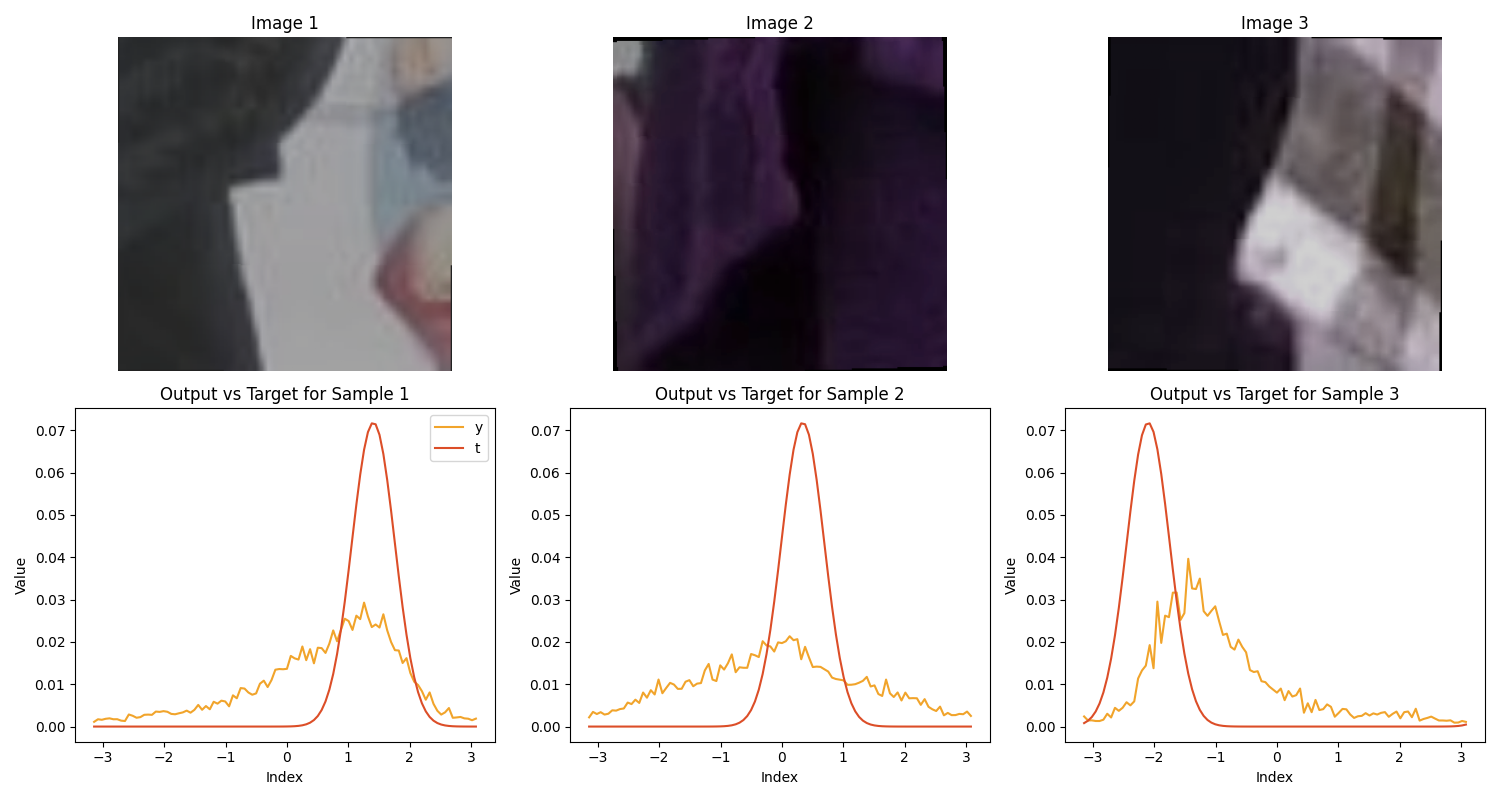 Image 1
Image 2
Image 3
Output vs Target for Sample 1
Output vs Target for Sample 2
Output vs Target for Sample 3
Value
0.07
0.06
0.05
0.04
0.03
0.02
0.01
0.00
y
t
−3 −2 −1 0 1 2 3
Index
Value
0.07
0.06
0.05
0.04
0.03
0.02
0.01
0.00
−3 −2 −1 0 1 2 3
Index
Value
0.07
0.06
0.05
0.04
0.03
0.02
0.01
0.00
−3 −2 −1 0 1 2 3
Index